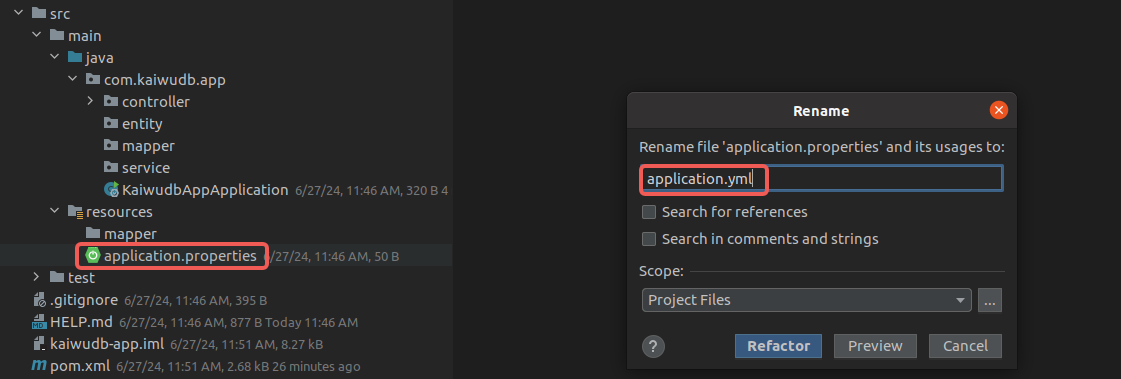 src
main
java
com.kaiwudb.app
controller
entity
mapper
service
KaiwudbAppApplication 6/27/24, 11:46 AM, 320 B 4
resources
mapper
application.properties 6/27/24, 11:46 AM, 50 B
test
.gitignore 6/27/24, 11:46 AM, 395 B
HELP.md 6/27/24, 11:46 AM, 877 B Today 11:46 AM
kaiwudb-app.iml 6/27/24, 11:51 AM, 8.27 kB
pom.xml 6/27/24, 11:51 AM, 2.68 kB 26 minutes ago
Rename
Rename file 'application.properties' and its usages to:
application.yml
Search for references
Search in comments and strings
Scope:
Project Files
...
?
Refactor
Preview
Cancel